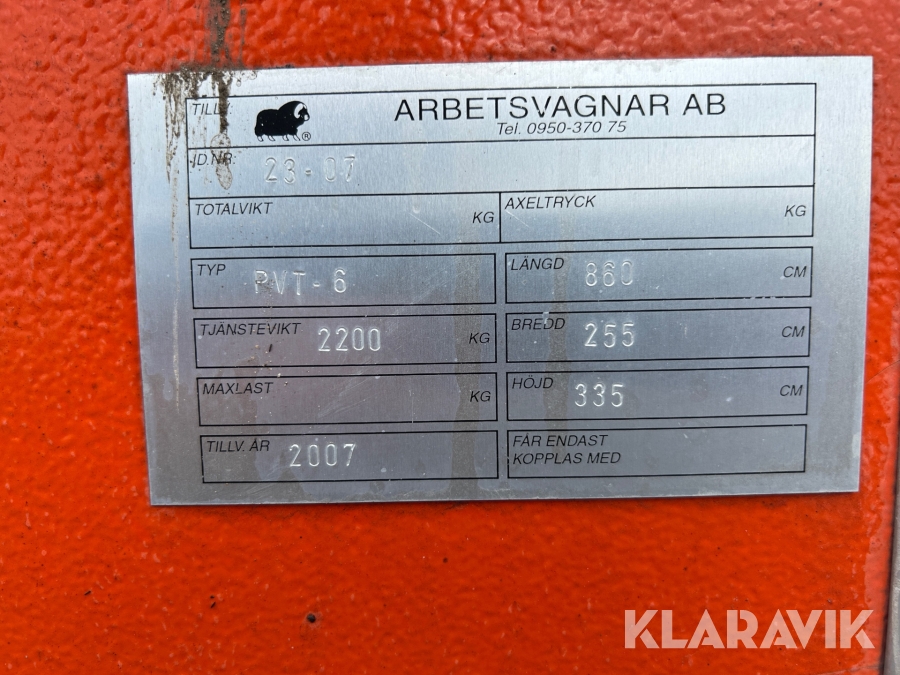 TILLV. ARBETSVAGNAR AB
®
Tel. 0950-370 75
ID.NR: 23-07
TOTALVIKT KG AXELTRYCK KG
TYP PVT-6 LÄNGD 860 CM
TJÄNSTEVIKT 2200 KG BREDD 255 CM
MAXLAST KG HÖJD 335 CM
TILLV. ÅR 2007 FÅR ENDAST
KOPPLAS MED
KLARAVIK